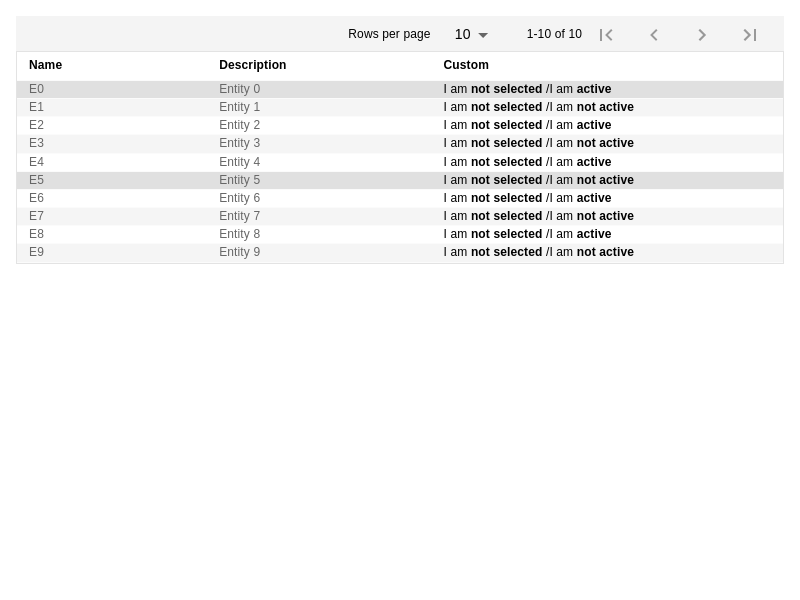 Rows per page 10 1-10 of 10
Name Description Custom
E0 Entity 0 I am not selected /I am active
E1 Entity 1 I am not selected /I am not active
E2 Entity 2 I am not selected /I am active
E3 Entity 3 I am not selected /I am not active
E4 Entity 4 I am not selected /I am active
E5 Entity 5 I am not selected /I am not active
E6 Entity 6 I am not selected /I am active
E7 Entity 7 I am not selected /I am not active
E8 Entity 8 I am not selected /I am active
E9 Entity 9 I am not selected /I am not active